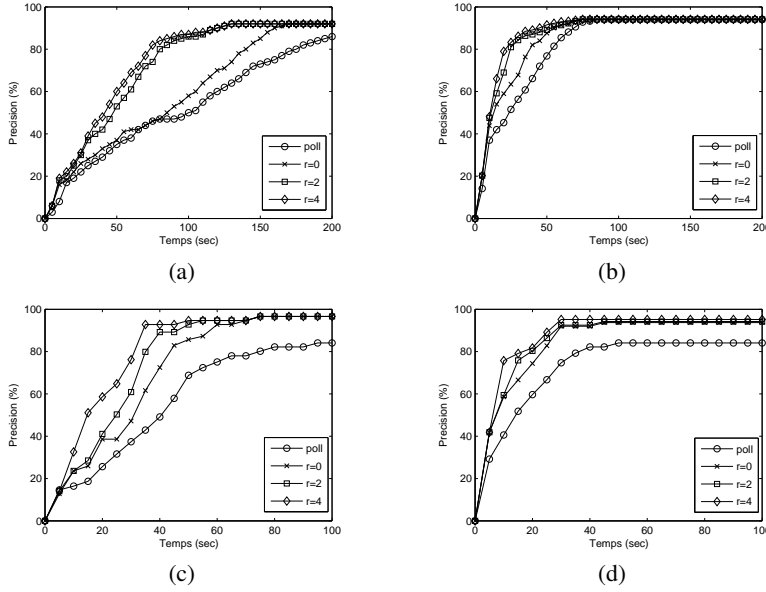 100
80
60
40
20
0
Precision (%)
0 50 100 150 200
Temps (sec)
poll
r=0
r=2
r=4
(a)
100
80
60
40
20
0
Precision (%)
0 50 100 150 200
Temps (sec)
poll
r=0
r=2
r=4
(b)
100
80
60
40
20
0
Precision (%)
0 20 40 60 80 100
Temps (sec)
poll
r=0
r=2
r=4
(c)
100
80
60
40
20
0
Precision (%)
0 20 40 60 80 100
Temps (sec)
poll
r=0
r=2
r=4
(d)